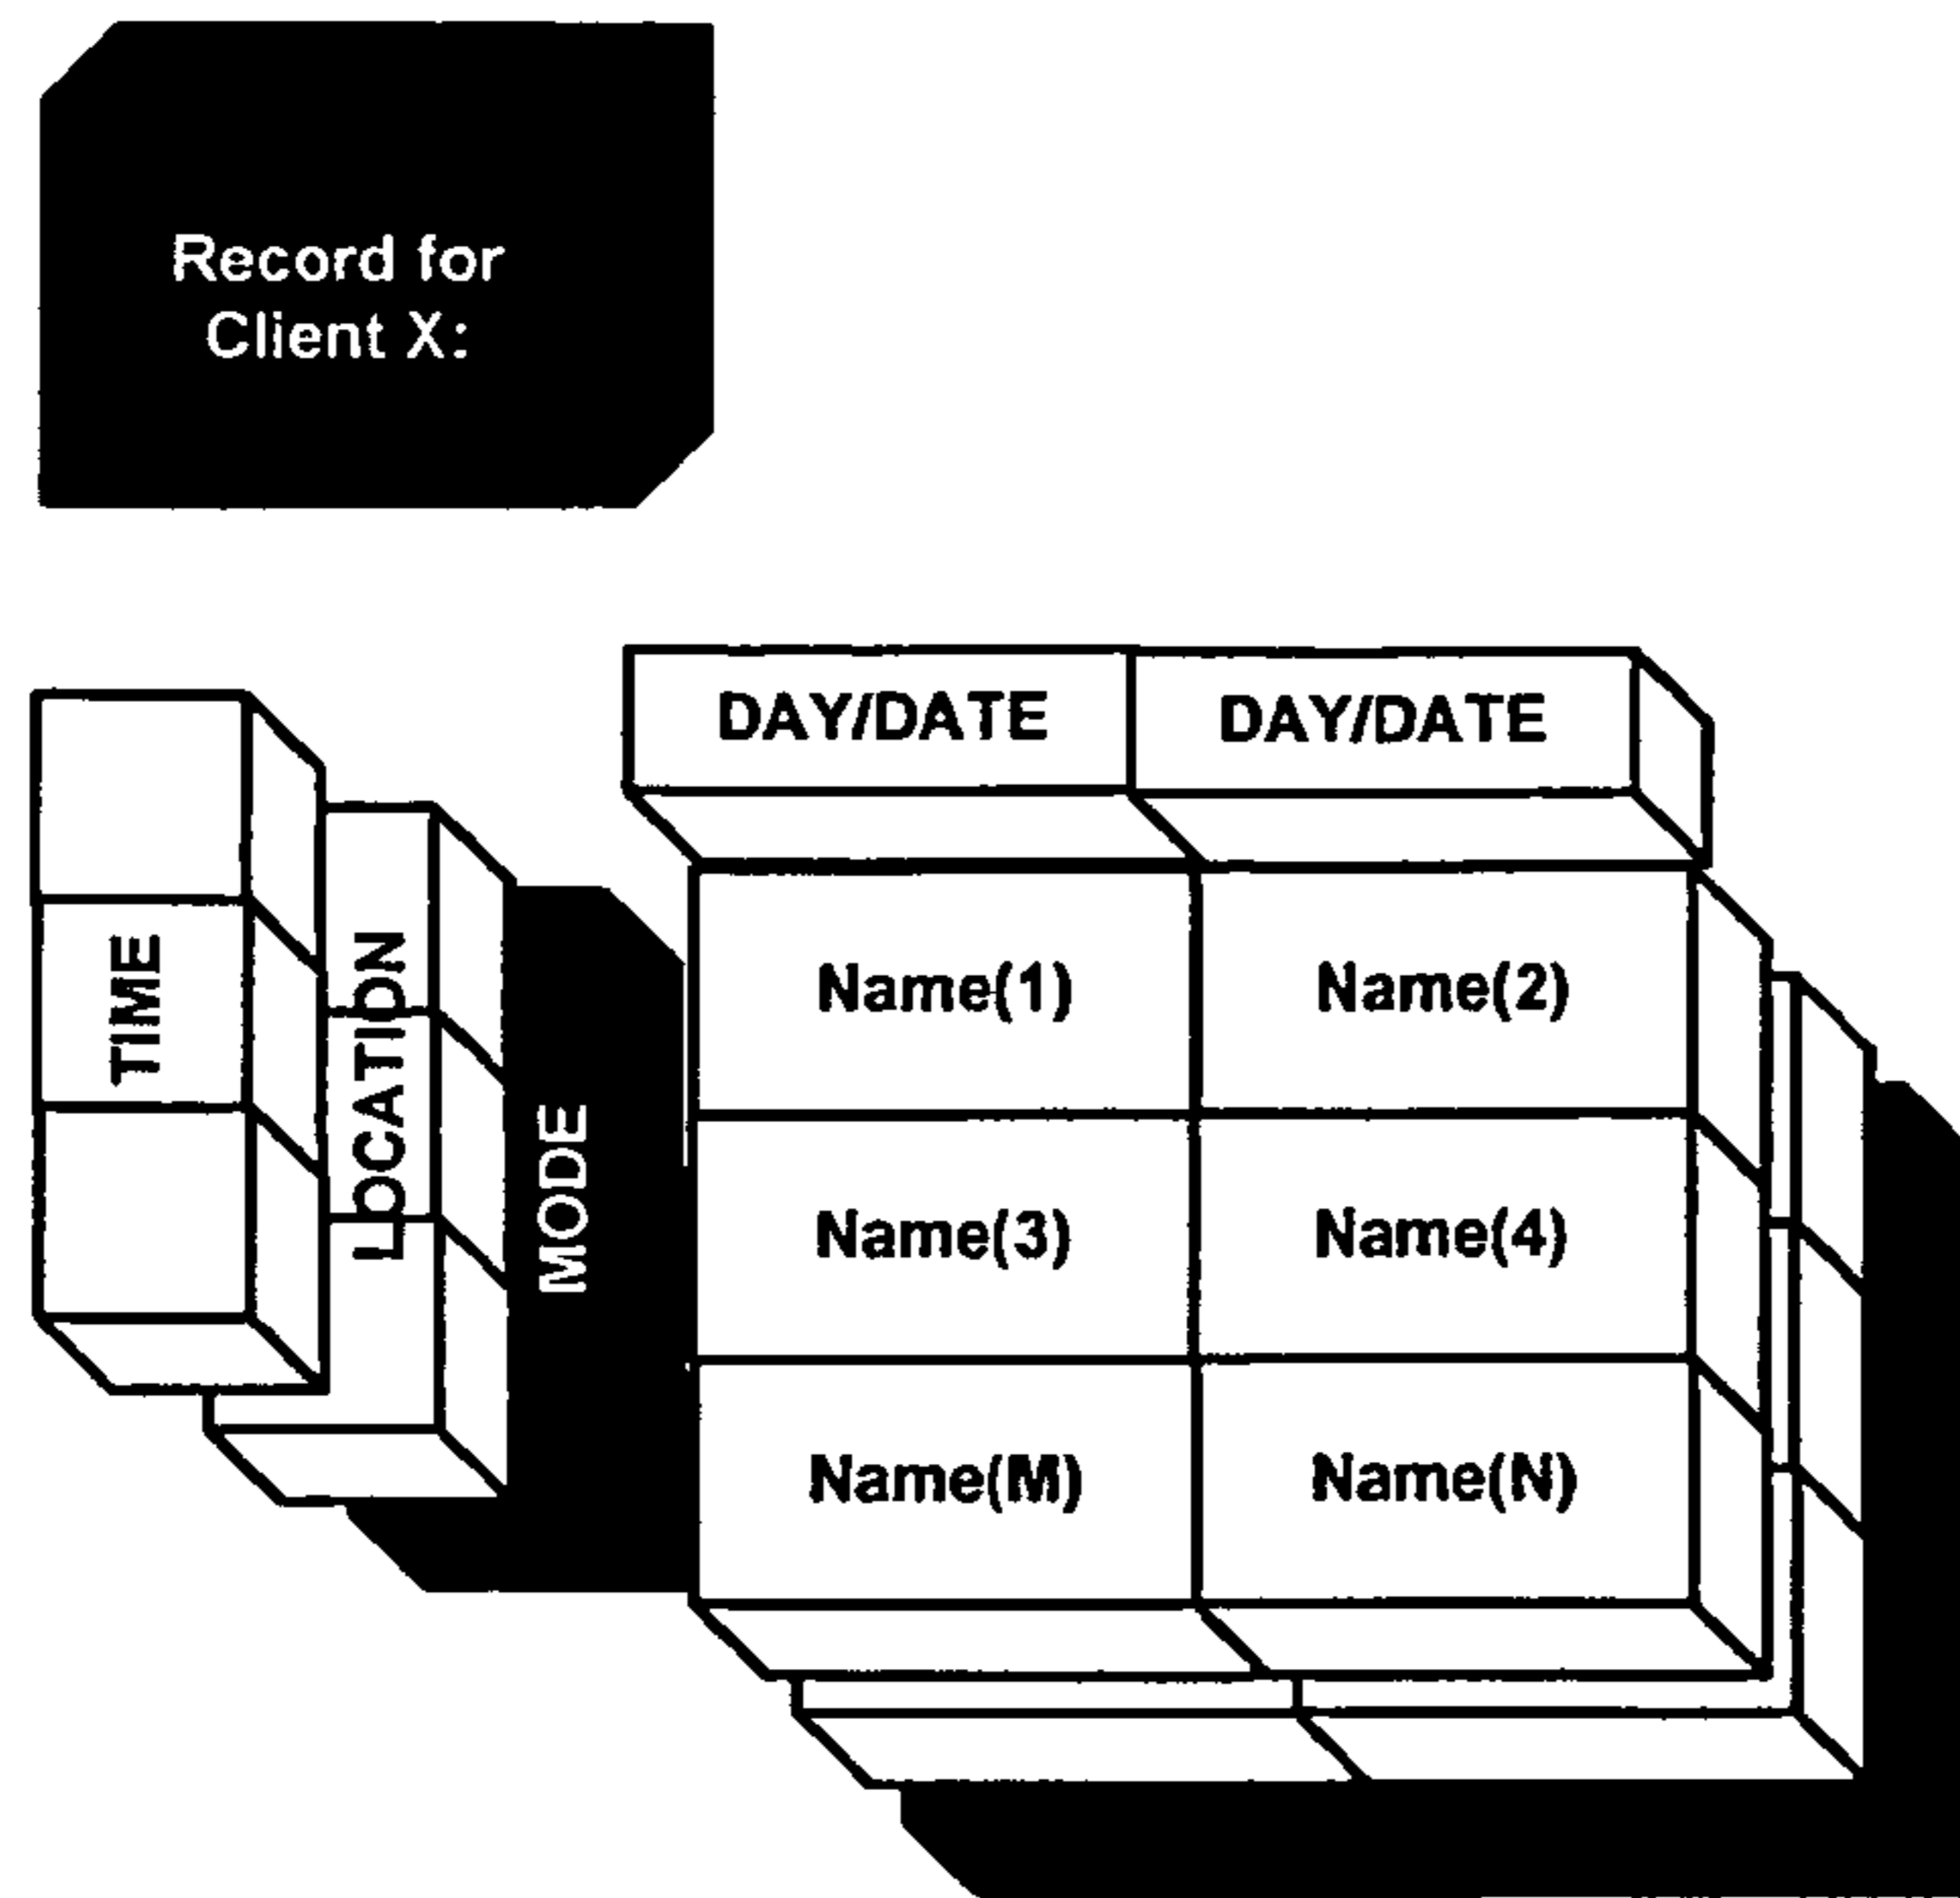 Record for
Client X:
DAY/DATE DAY/DATE
TIME
LOCATION
MODE
Name(1) Name(2)
Name(3) Name(4)
Name(M) Name(N)